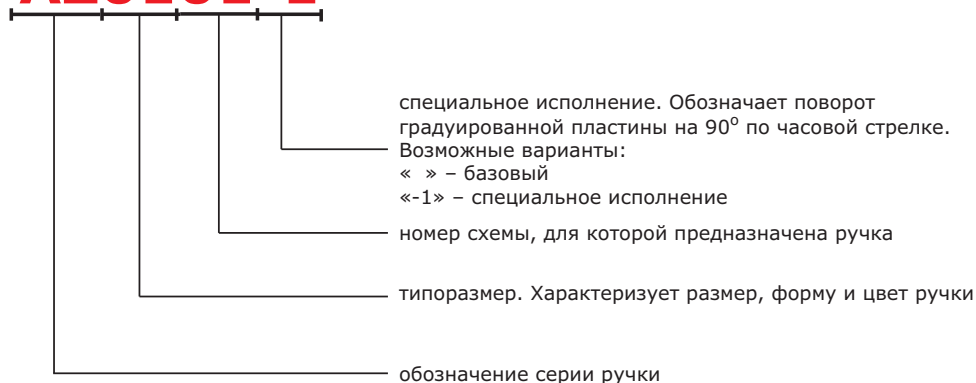 специальное исполнение. Обозначает поворот
градуированной пластины на 90° по часовой стрелке.
Возможные варианты:
«  » – базовый
«-1» – специальное исполнение
номер схемы, для которой предназначена ручка
типоразмер. Характеризует размер, форму и цвет ручки
обозначение серии ручки